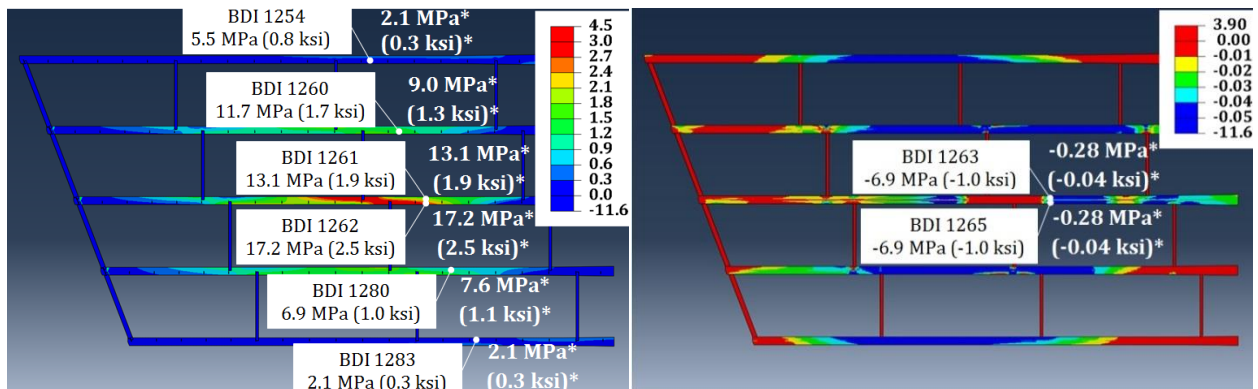 BDI 1254
5.5 MPa (0.8 ksi)
2.1 MPa*
(0.3 ksi)*
BDI 1260
11.7 MPa (1.7 ksi)
9.0 MPa*
(1.3 ksi)*
BDI 1261
13.1 MPa (1.9 ksi)
13.1 MPa*
(1.9 ksi)*
BDI 1262
17.2 MPa (2.5 ksi)
17.2 MPa*
(2.5 ksi)*
BDI 1280
6.9 MPa (1.0 ksi)
7.6 MPa*
(1.1 ksi)*
BDI 1283
2.1 MPa (0.3 ksi)
2.1 MPa*
(0.3 ksi)*
4.5
3.0
2.7
2.4
2.1
1.8
1.5
1.2
0.9
0.6
0.3
0.0
-11.6
BDI 1263
-6.9 MPa (-1.0 ksi)
-0.28 MPa*
(-0.04 ksi)*
BDI 1265
-6.9 MPa (-1.0 ksi)
-0.28 MPa*
(-0.04 ksi)*
3.90
0.00
-0.01
-0.02
-0.03
-0.04
-0.05
-11.6